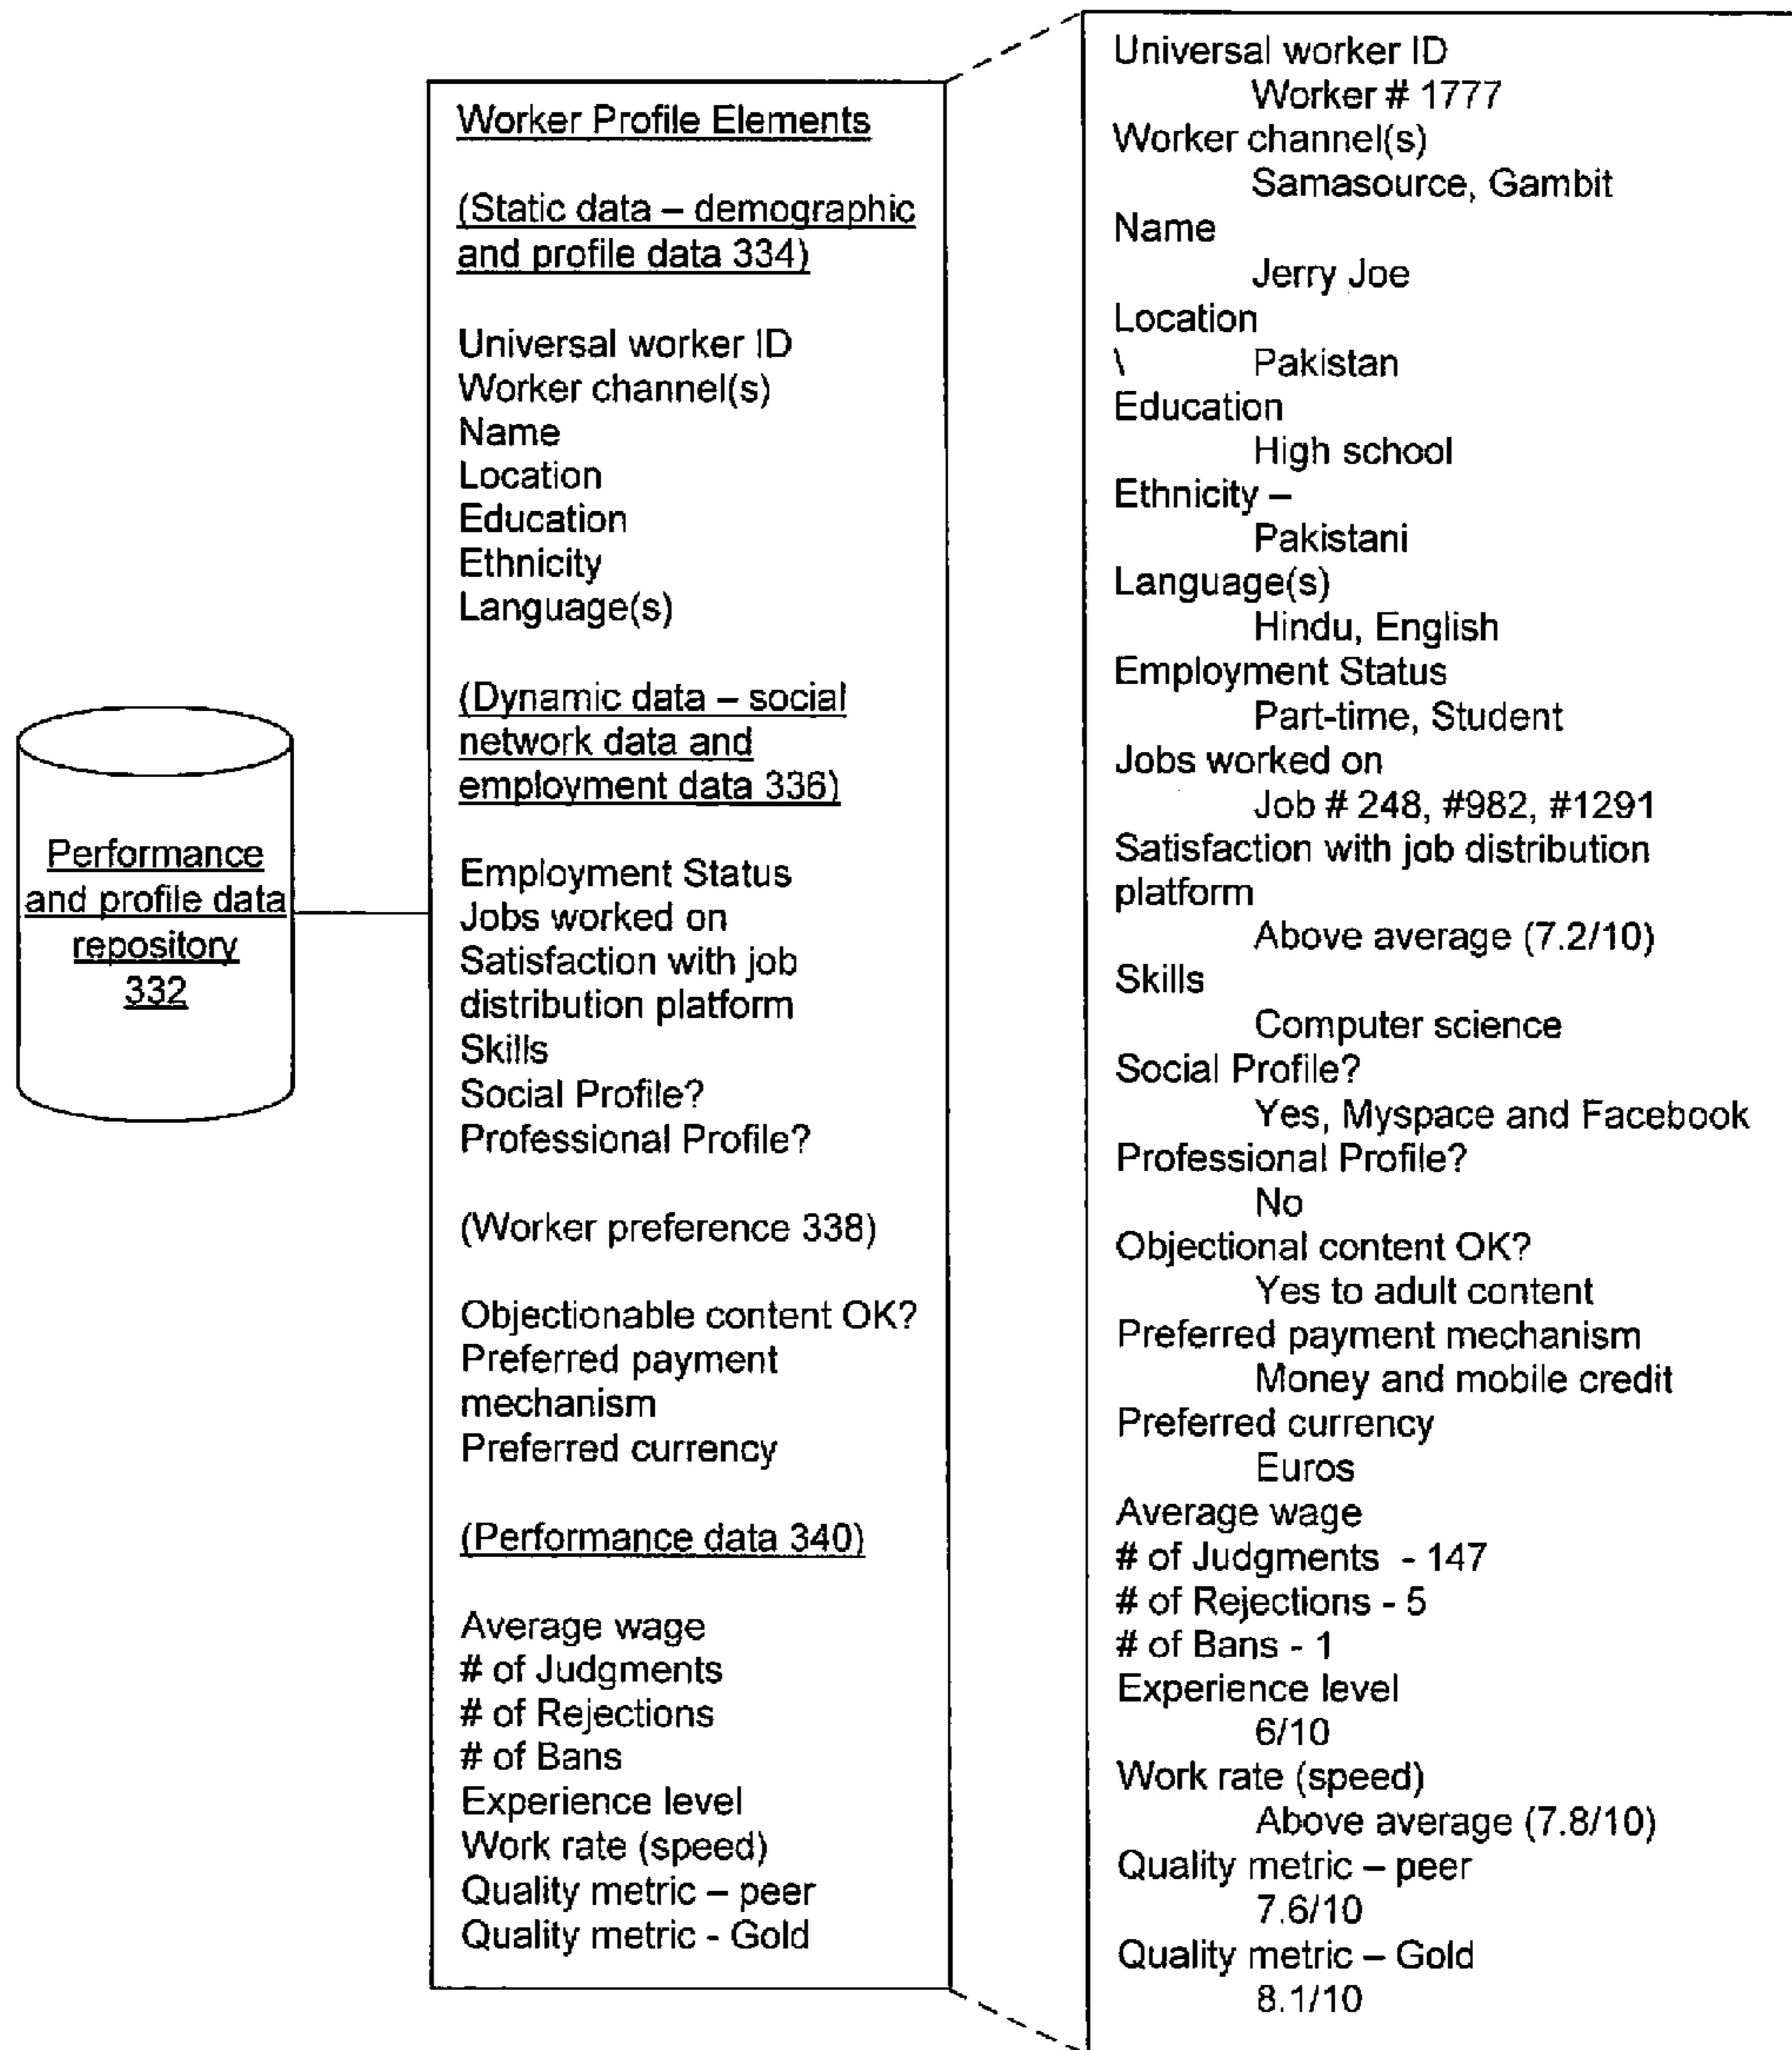 Performance
and profile data
repository
332
Worker Profile Elements
(Static data – demographic
and profile data 334)
Universal worker ID
Worker channel(s)
Name
Location
Education
Ethnicity
Language(s)
(Dynamic data – social
network data and
employment data 336)
Employment Status
Jobs worked on
Satisfaction with job
distribution platform
Skills
Social Profile?
Professional Profile?
(Worker preference 338)
Objectionable content OK?
Preferred payment
mechanism
Preferred currency
(Performance data 340)
Average wage
# of Judgments
# of Rejections
# of Bans
Experience level
Work rate (speed)
Quality metric – peer
Quality metric - Gold
Universal worker ID
Worker # 1777
Worker channel(s)
Samasource, Gambit
Name
Jerry Joe
Location
\ Pakistan
Education
High school
Ethnicity –
Pakistani
Language(s)
Hindu, English
Employment Status
Part-time, Student
Jobs worked on
Job # 248, #982, #1291
Satisfaction with job distribution
platform
Above average (7.2/10)
Skills
Computer science
Social Profile?
Yes, Myspace and Facebook
Professional Profile?
No
Objectional content OK?
Yes to adult content
Preferred payment mechanism
Money and mobile credit
Preferred currency
Euros
Average wage
# of Judgments - 147
# of Rejections - 5
# of Bans - 1
Experience level
6/10
Work rate (speed)
Above average (7.8/10)
Quality metric – peer
7.6/10
Quality metric – Gold
8.1/10